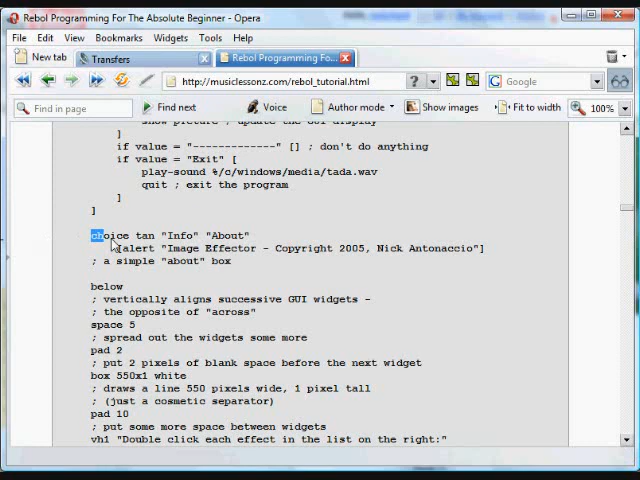 Rebol Programming For The Absolute Beginner - Opera
File Edit View Bookmarks Widgets Tools Help
New tab Transfers Rebol Programming Fo...
http://musiclessonz.com/rebol_tutorial.html ? Google
Find in page Find next Voice Author mode Show images Fit to width 100%
show picture ; update the GUI display
]
if value = "-------------" [] ; don't do anything
if value = "Exit" [
play-sound %/c/windows/media/tada.wav
quit ; exit the program
]
]
choice tan "Info" "About"
[alert "Image Effector - Copyright 2005, Nick Antonaccio"]
; a simple "about" box
below
; vertically aligns successive GUI widgets -
; the opposite of "across"
space 5
; spread out the widgets some more
pad 2
; put 2 pixels of blank space before the next widget
box 550x1 white
; draws a line 550 pixels wide, 1 pixel tall
; (just a cosmetic separator)
pad 10
; put some more space between widgets
vh1 "Double click each effect in the list on the right:"